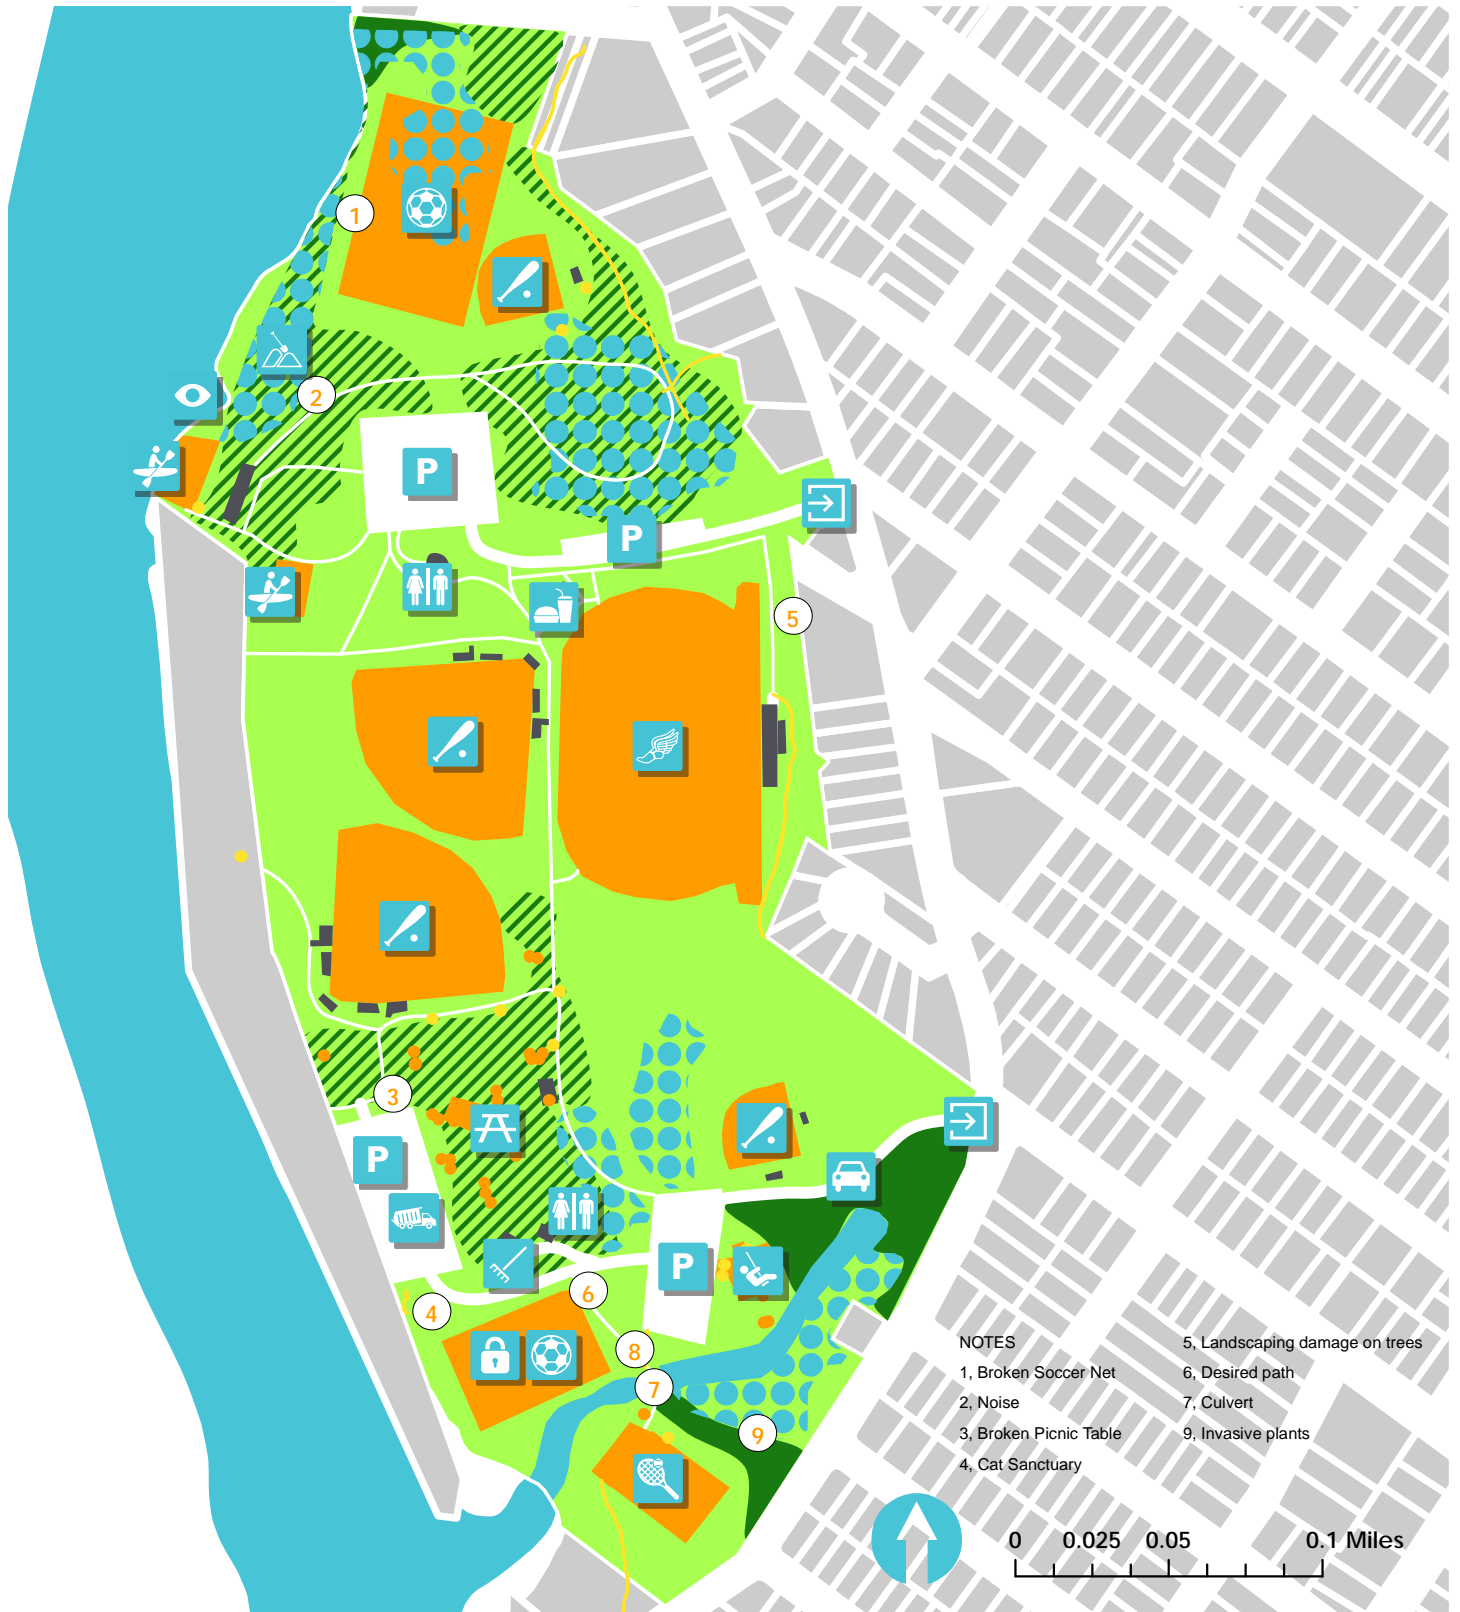 1
2
P
P
5
3
P
P
4
6
8
7
9
NOTES
1, Broken Soccer Net
2, Noise
3, Broken Picnic Table
4, Cat Sanctuary
5, Landscaping damage on trees
6, Desired path
7, Culvert
9, Invasive plants
0 0.025 0.05 0.1 Miles